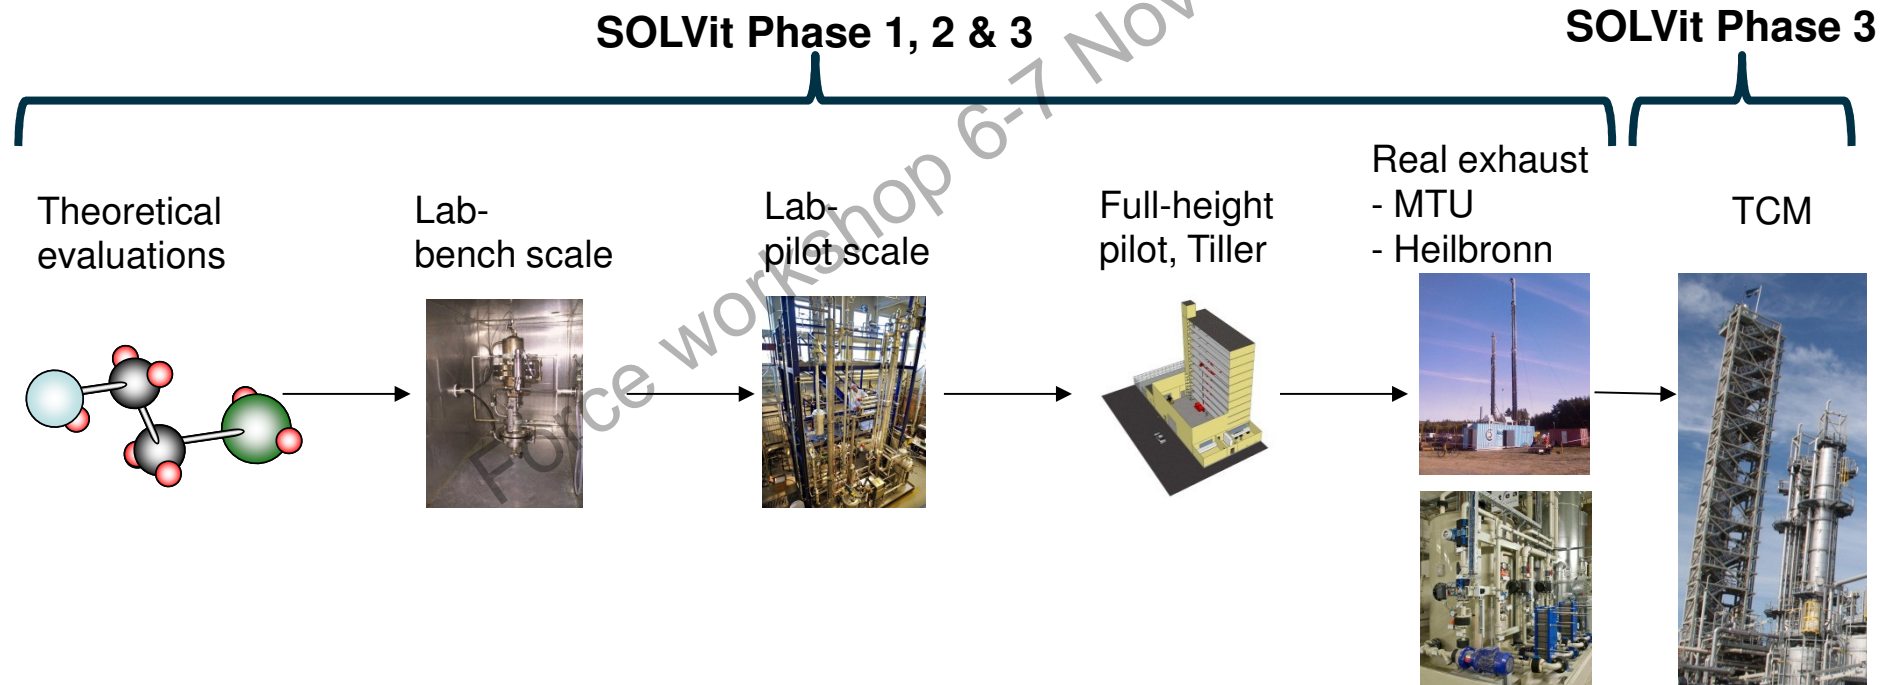 SOLVit Phase 1, 2 & 3
SOLVit Phase 3
Theoretical
evaluations
Lab-
bench scale
Lab-
pilot scale
Full-height
pilot, Tiller
Real exhaust
- MTU
- Heilbronn
TCM
Force workshop 6-7 Nov